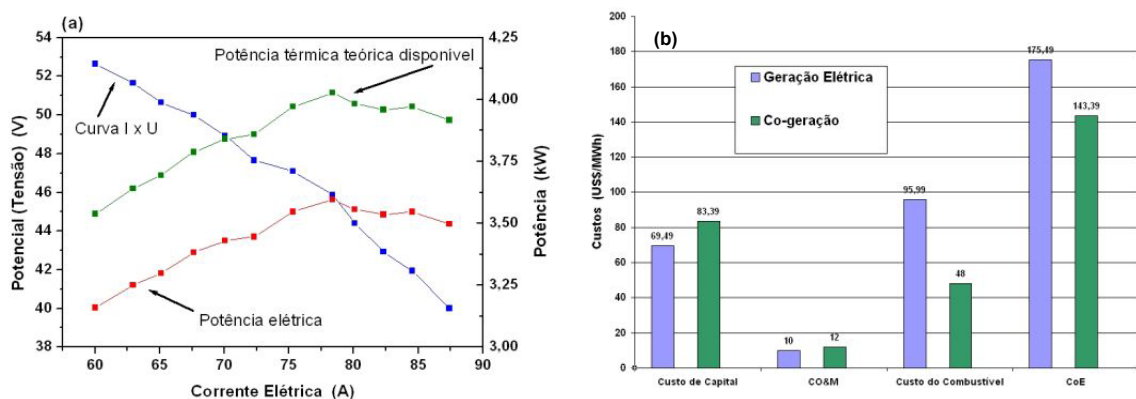 (a)
54
52
50
48
46
44
42
40
38
Potencial (Tensão) (V)
4,25
4,00
3,75
3,50
3,25
3,00
Potência (kW)
Potência térmica teórica disponível
Curva I x U
Potência elétrica
60 65 70 75 80 85 90
Corrente Elétrica (A)
(b)
180
160
140
120
100
80
60
40
20
0
Custos (US$/MWh)
Geração Elétrica
Co-geração
69,49
83,39
10
12
95,99
48
175,49
143,39
Custo de Capital CO&M Custo do Combustível CoE